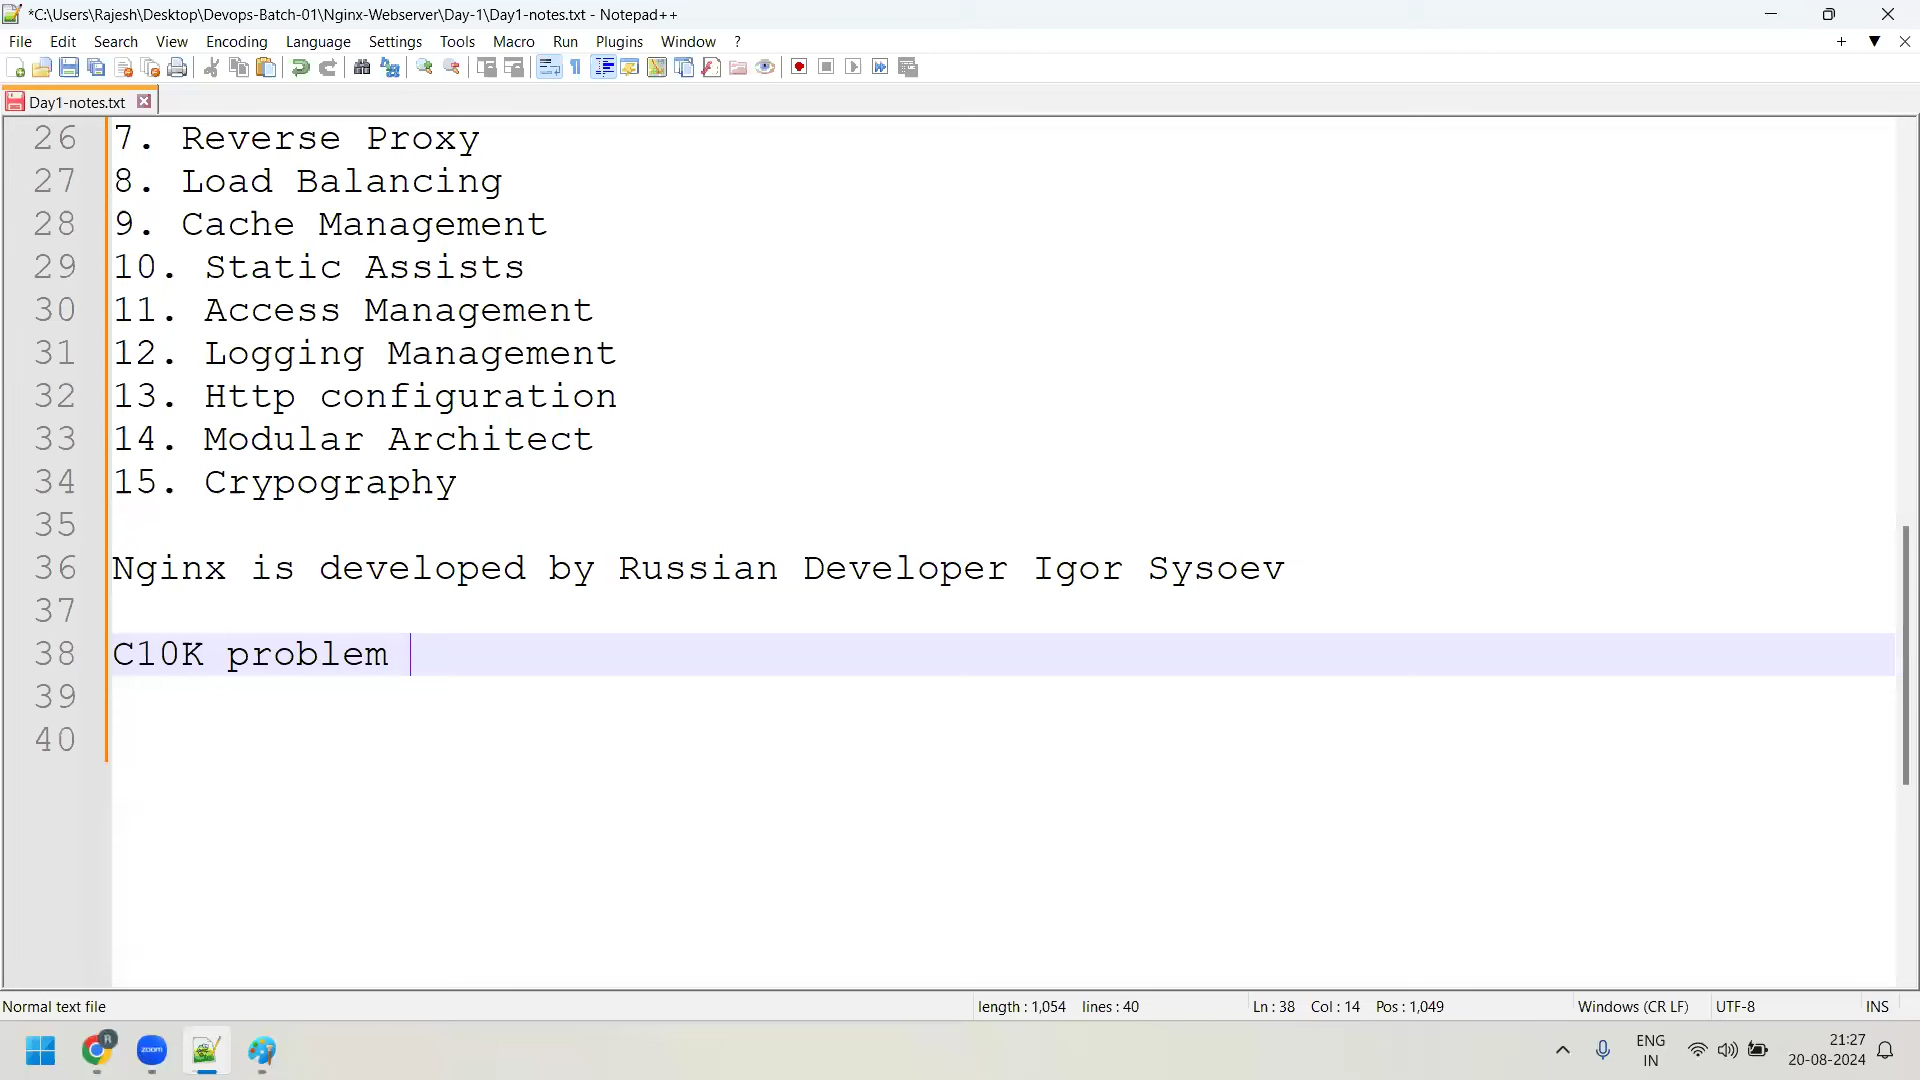 *C:\Users\Rajesh\Desktop\Devops-Batch-01\Nginx-Webserver\Day-1\Day1-notes.txt - Notepad++
File Edit Search View Encoding Language Settings Tools Macro Run Plugins Window ?
Day1-notes.txt
26 7. Reverse Proxy
27 8. Load Balancing
28 9. Cache Management
29 10. Static Assists
30 11. Access Management
31 12. Logging Management
32 13. Http configuration
33 14. Modular Architect
34 15. Crypography
35
36 Nginx is developed by Russian Developer Igor Sysoev
37
38 C10K problem
39
40
Normal text file length : 1,054 lines : 40 Ln : 38 Col : 14 Pos : 1,049 Windows (CR LF) UTF-8 INS
R zoom ENG 21:27
IN 20-08-2024